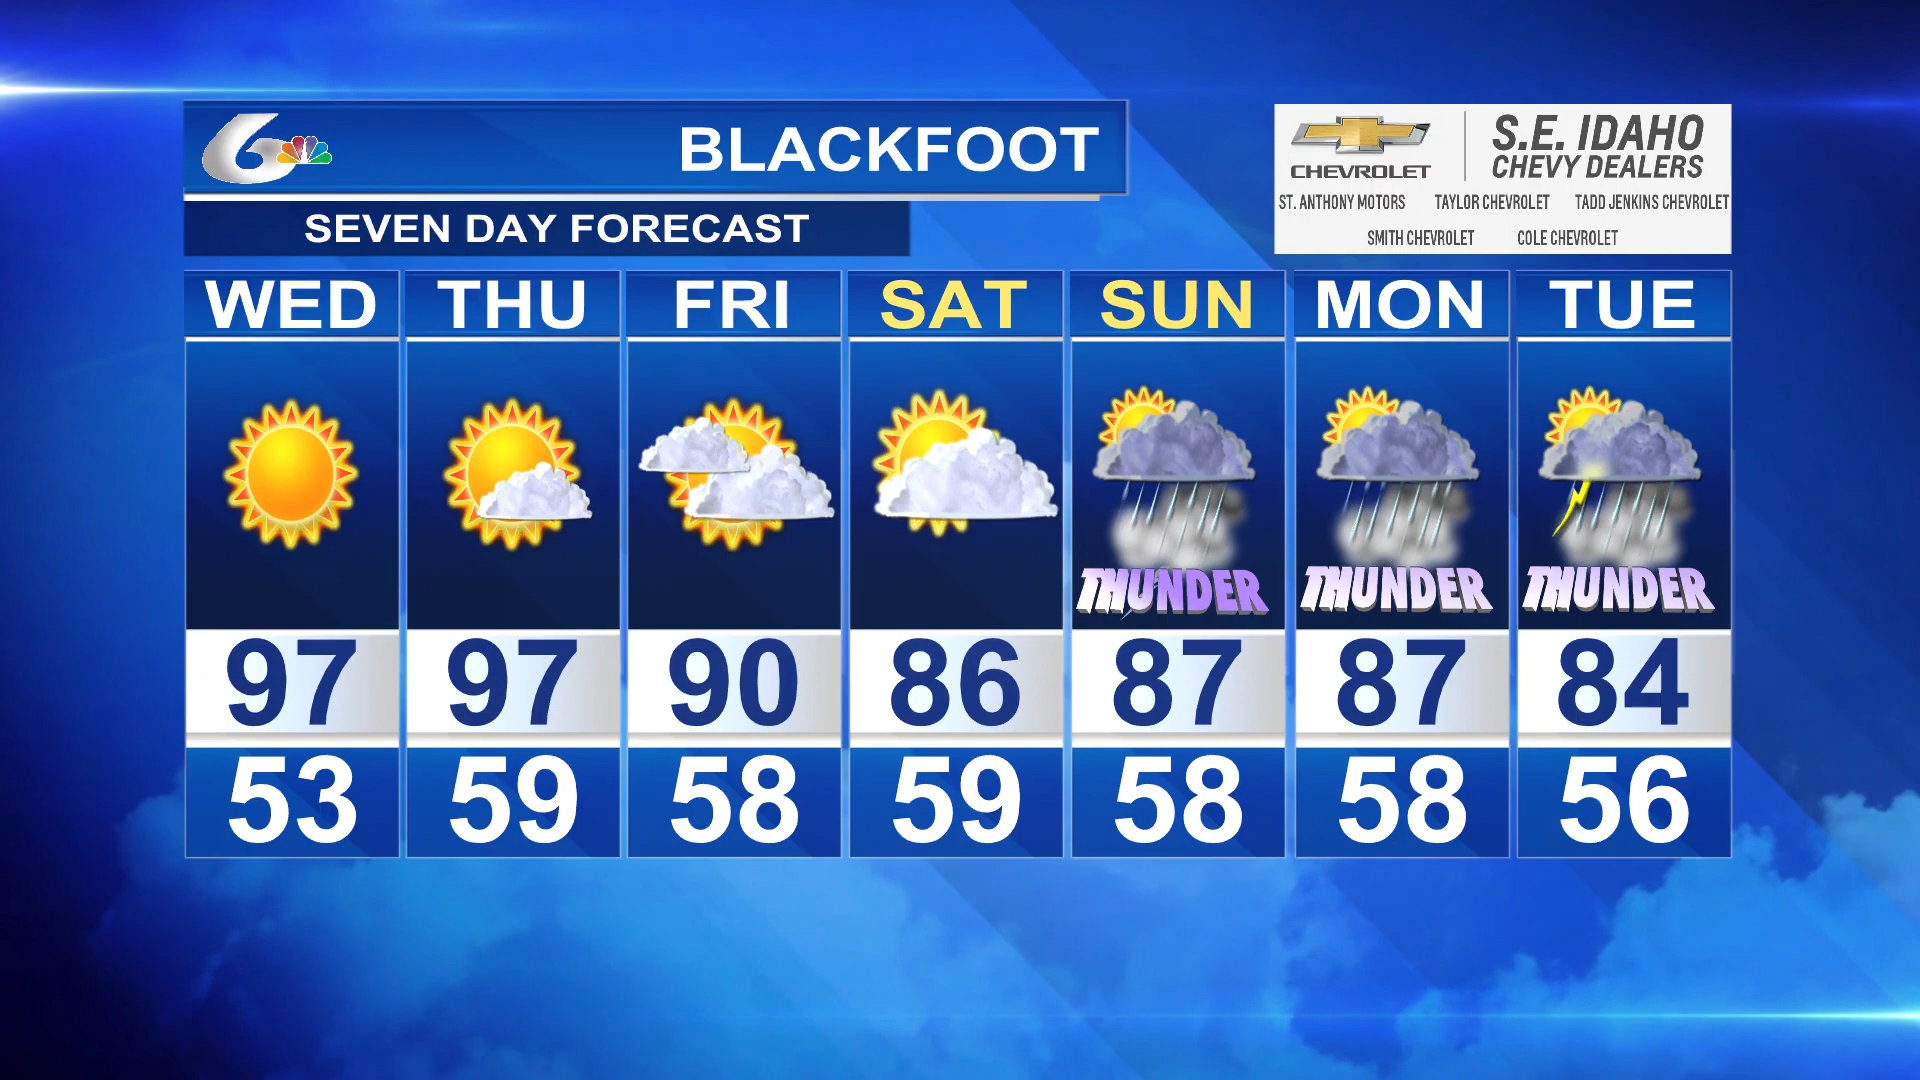 6
BLACKFOOT
SEVEN DAY FORECAST
CHEVROLET
S.E. IDAHO
CHEVY DEALERS
ST. ANTHONY MOTORS TAYLOR CHEVROLET TADD JENKINS CHEVROLET
SMITH CHEVROLET COLE CHEVROLET
WED THU FRI SAT SUN MON TUE
THUNDER THUNDER THUNDER
97 97 90 86 87 87 84
53 59 58 59 58 58 56